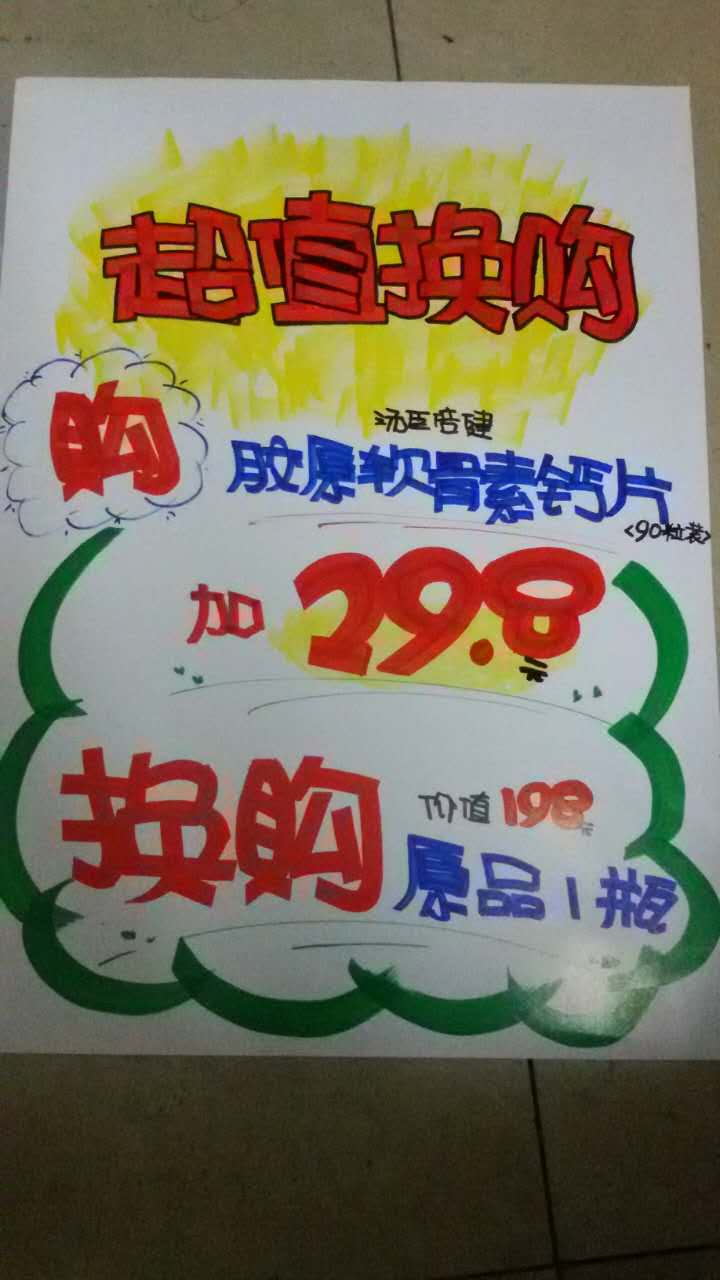 超值换购
购
汤臣倍健
胶原软骨素钙片
<90粒装>
加 29.8元
换购 价值198元
原品1瓶